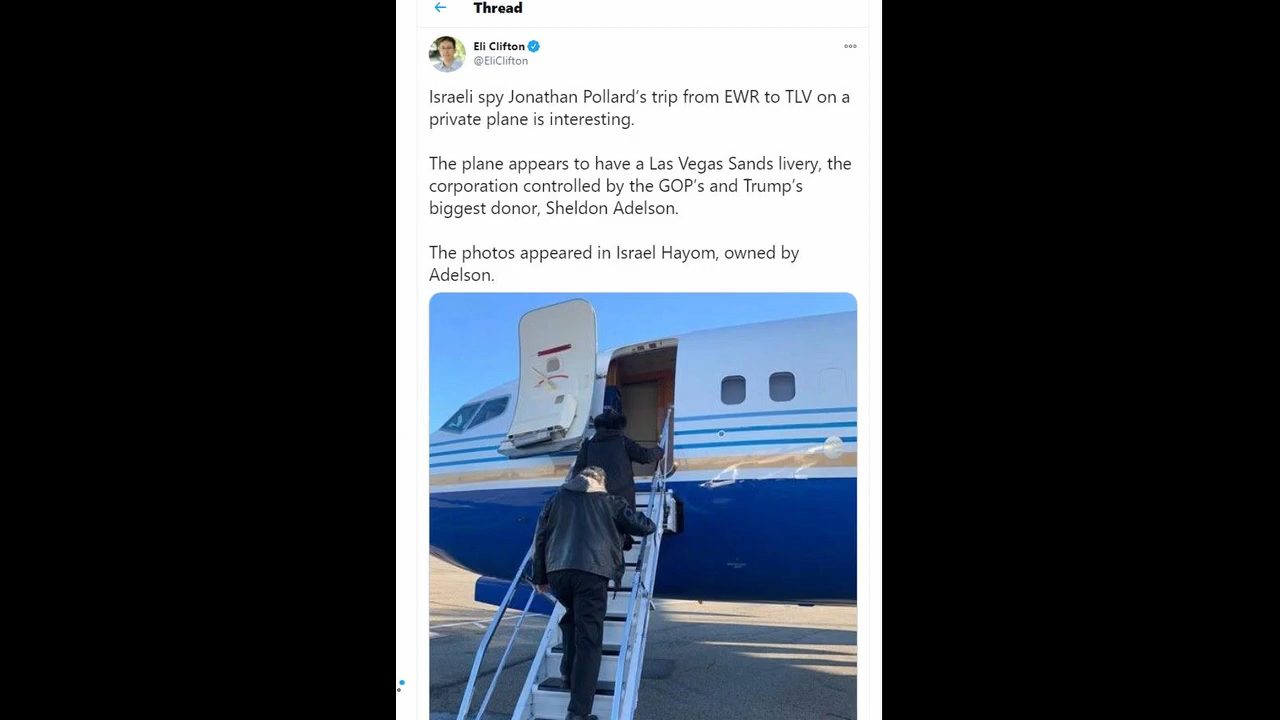 Thread
Eli Clifton
@EliClifton
Israeli spy Jonathan Pollard's trip from EWR to TLV on a
private plane is interesting.
The plane appears to have a Las Vegas Sands livery, the
corporation controlled by the GOP's and Trump's
biggest donor, Sheldon Adelson.
The photos appeared in Israel Hayom, owned by
Adelson.